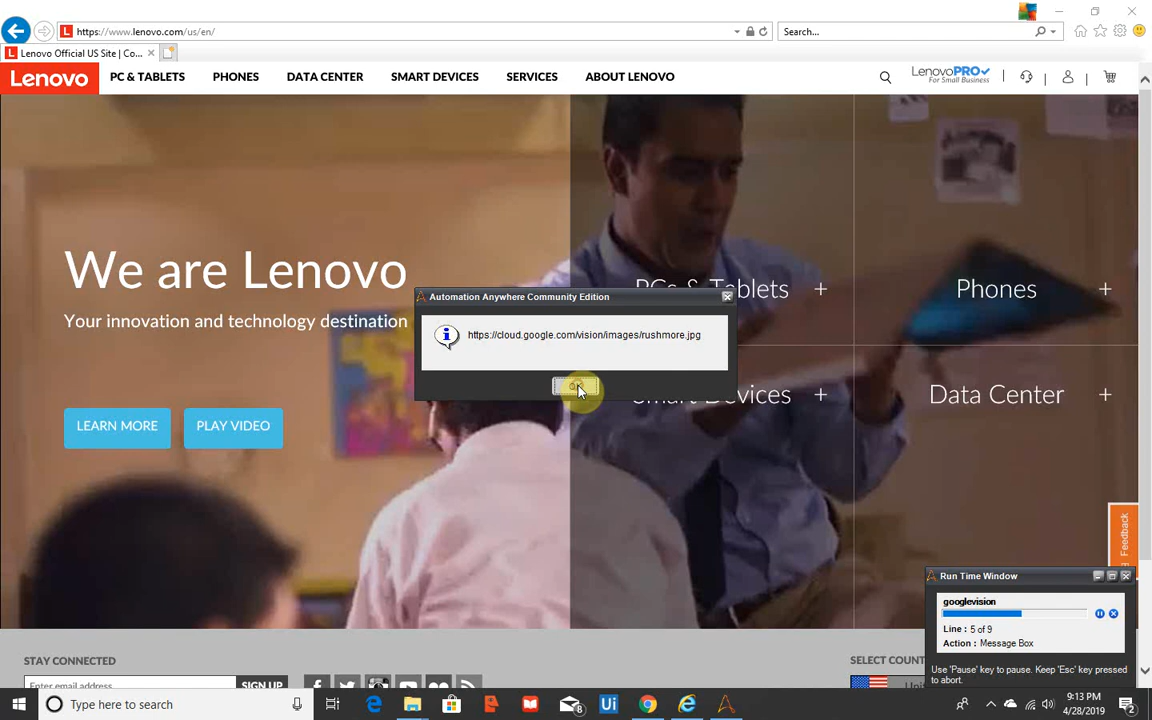 https://www.lenovo.com/us/en/
Search...
Lenovo Official US Site | Co...
Lenovo
PC & TABLETS
PHONES
DATA CENTER
SMART DEVICES
SERVICES
ABOUT LENOVO
LenovoPRO
For Small Business
We are Lenovo
Your innovation and technology destination
LEARN MORE
PLAY VIDEO
PCs & Tablets +
Phones +
Smart Devices +
Data Center +
Automation Anywhere Community Edition
https://cloud.google.com/vision/images/rushmore.jpg
Feedback
Run Time Window
googlevision
Line : 5 of 9
Action : Message Box
Use 'Pause' key to pause. Keep 'Esc' key pressed
to abort.
STAY CONNECTED
Enter email address
SIGN UP
SELECT COUNT
Type here to search
Ui
9:13 PM
4/28/2019